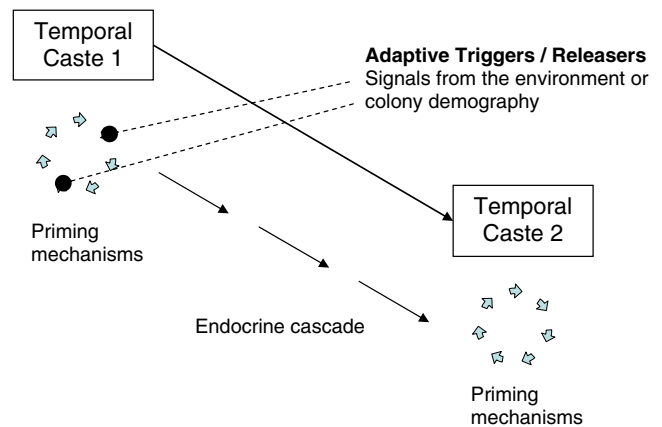 Temporal
Caste 1
Adaptive Triggers / Releasers
Signals from the environment or
colony demography
Temporal
Caste 2
Priming
mechanisms
Endocrine cascade
Priming
mechanisms